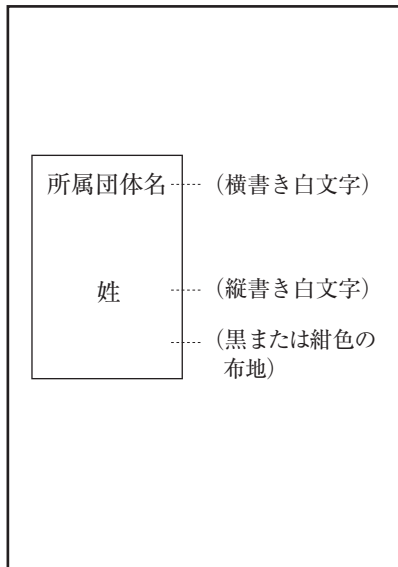 所属団体名
（横書き白文字）
姓
（縦書き白文字）
（黒または紺色の
布地）